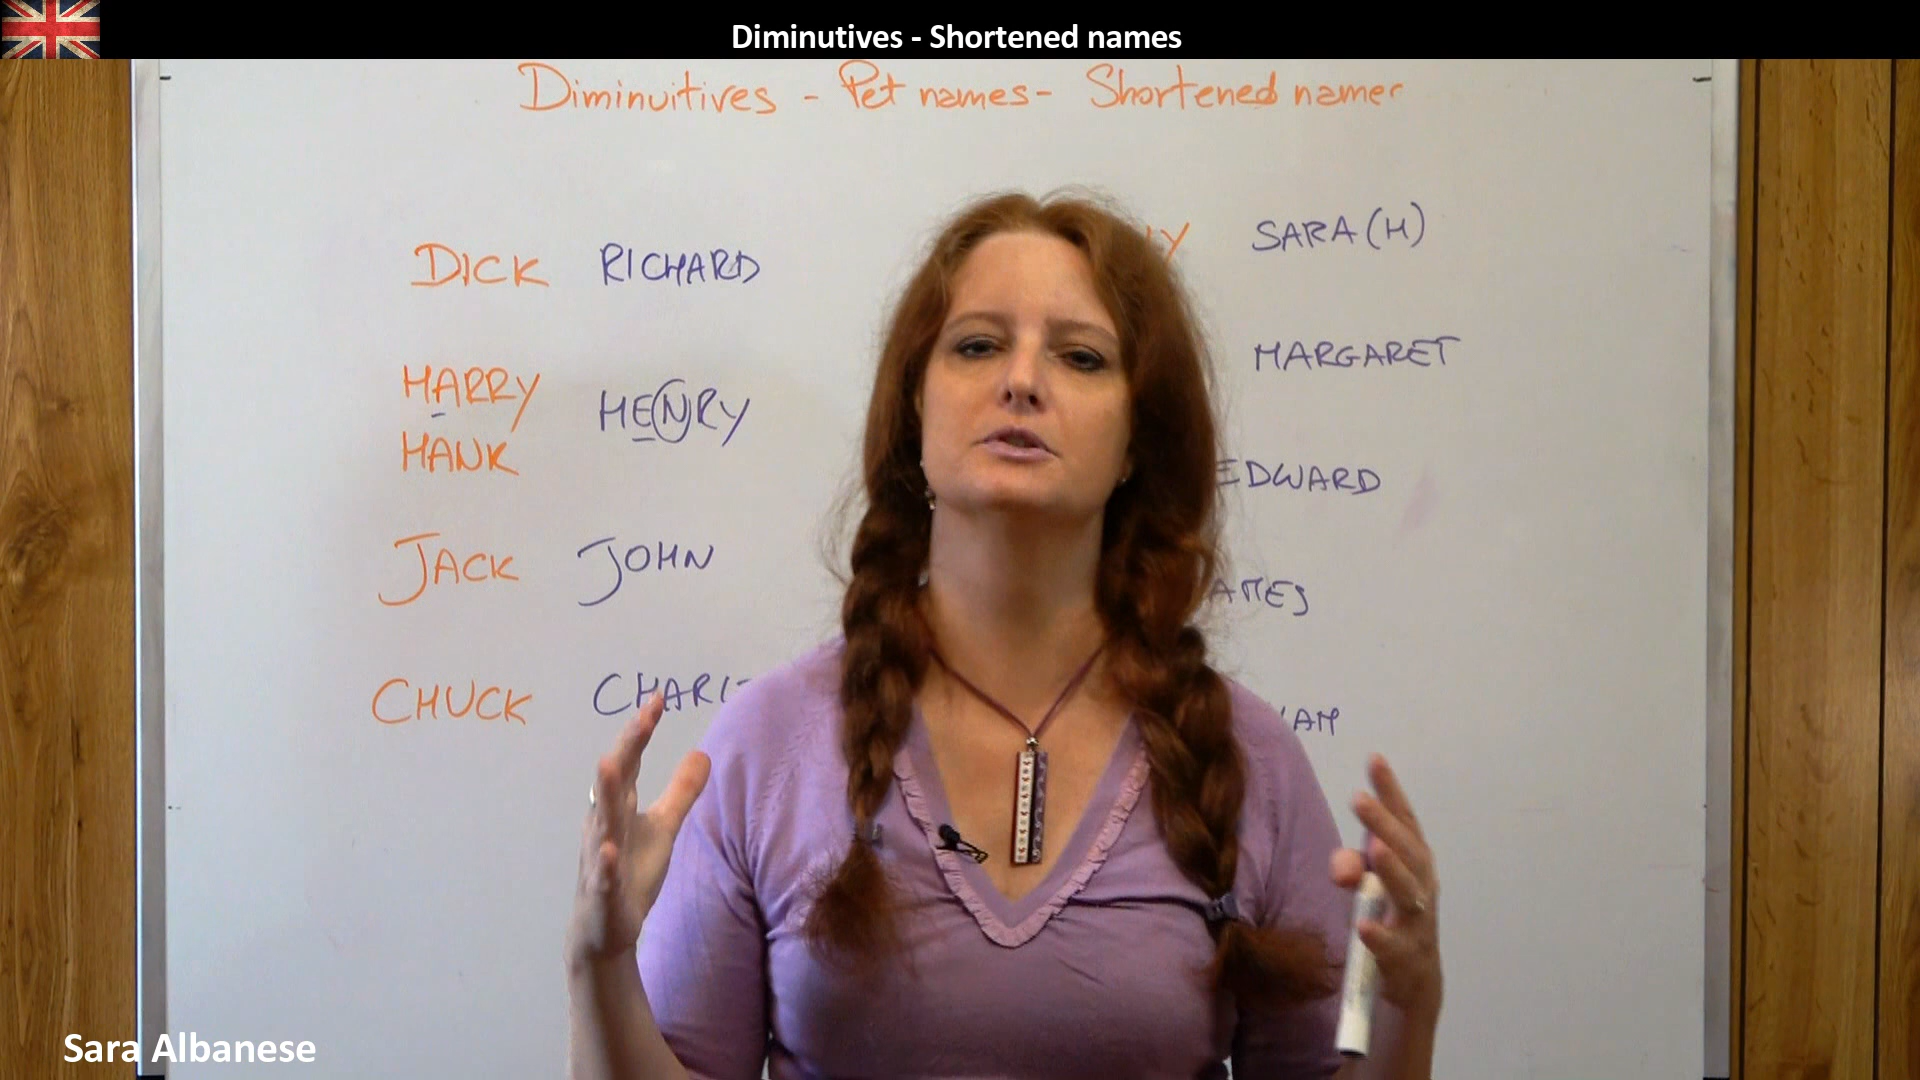 Diminutives - Shortened names
Diminuitives - Pet names - Shortened names
DICK RICHARD
HARRY HENRY
HANK
JACK JOHN
CHUCK
SARA(H)
MARGARET
EDWARD
Sara Albanese